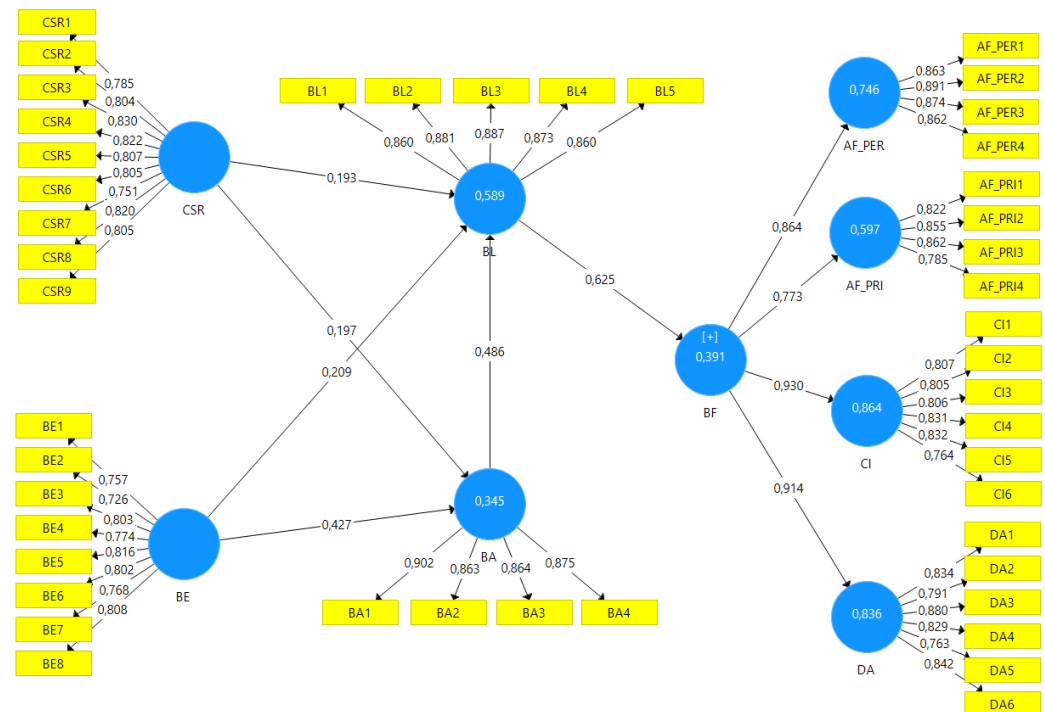 CSR1
CSR2
CSR3
CSR4
CSR5
CSR6
CSR7
CSR8
CSR9
0,785
0,804
0,830
0,822
0,807
0,805
0,751
0,820
0,805
CSR
BE1
BE2
BE3
BE4
BE5
BE6
BE7
BE8
0,757
0,726
0,803
0,774
0,816
0,802
0,768
0,808
BE
0,193
0,197
0,209
0,427
BL1
BL2
BL3
BL4
BL5
0,860
0,881
0,887
0,873
0,860
0,589
BL
0,486
0,345
BA
0,902
0,863
0,864
0,875
BA1
BA2
BA3
BA4
0,625
[+]
0,391
BF
0,864
0,773
0,930
0,914
0,746
AF_PER
0,863
0,891
0,874
0,862
AF_PER1
AF_PER2
AF_PER3
AF_PER4
0,597
AF_PRI
0,822
0,855
0,862
0,785
AF_PRI1
AF_PRI2
AF_PRI3
AF_PRI4
0,864
CI
0,807
0,805
0,806
0,831
0,832
0,764
CI1
CI2
CI3
CI4
CI5
CI6
0,836
DA
0,834
0,791
0,880
0,829
0,763
0,842
DA1
DA2
DA3
DA4
DA5
DA6